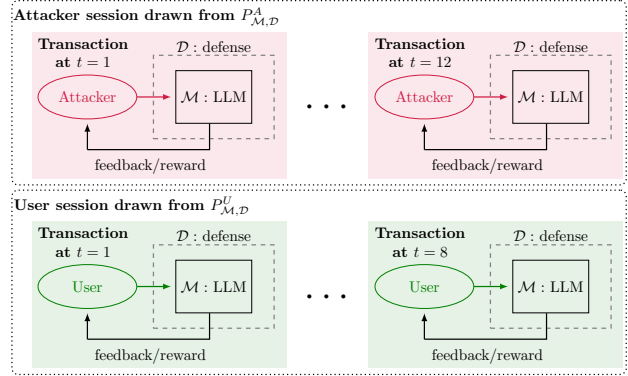 Attacker session drawn from $P^{A}_{\mathcal{M},\mathcal{D}}$
Transaction
at $t = 1$
$\mathcal{D}$ : defense
Attacker
$\mathcal{M}$ : LLM
feedback/reward
. . .
Transaction
at $t = 12$
$\mathcal{D}$ : defense
Attacker
$\mathcal{M}$ : LLM
feedback/reward
User session drawn from $P^{U}_{\mathcal{M},\mathcal{D}}$
Transaction
at $t = 1$
$\mathcal{D}$ : defense
User
$\mathcal{M}$ : LLM
feedback/reward
. . .
Transaction
at $t = 8$
$\mathcal{D}$ : defense
User
$\mathcal{M}$ : LLM
feedback/reward